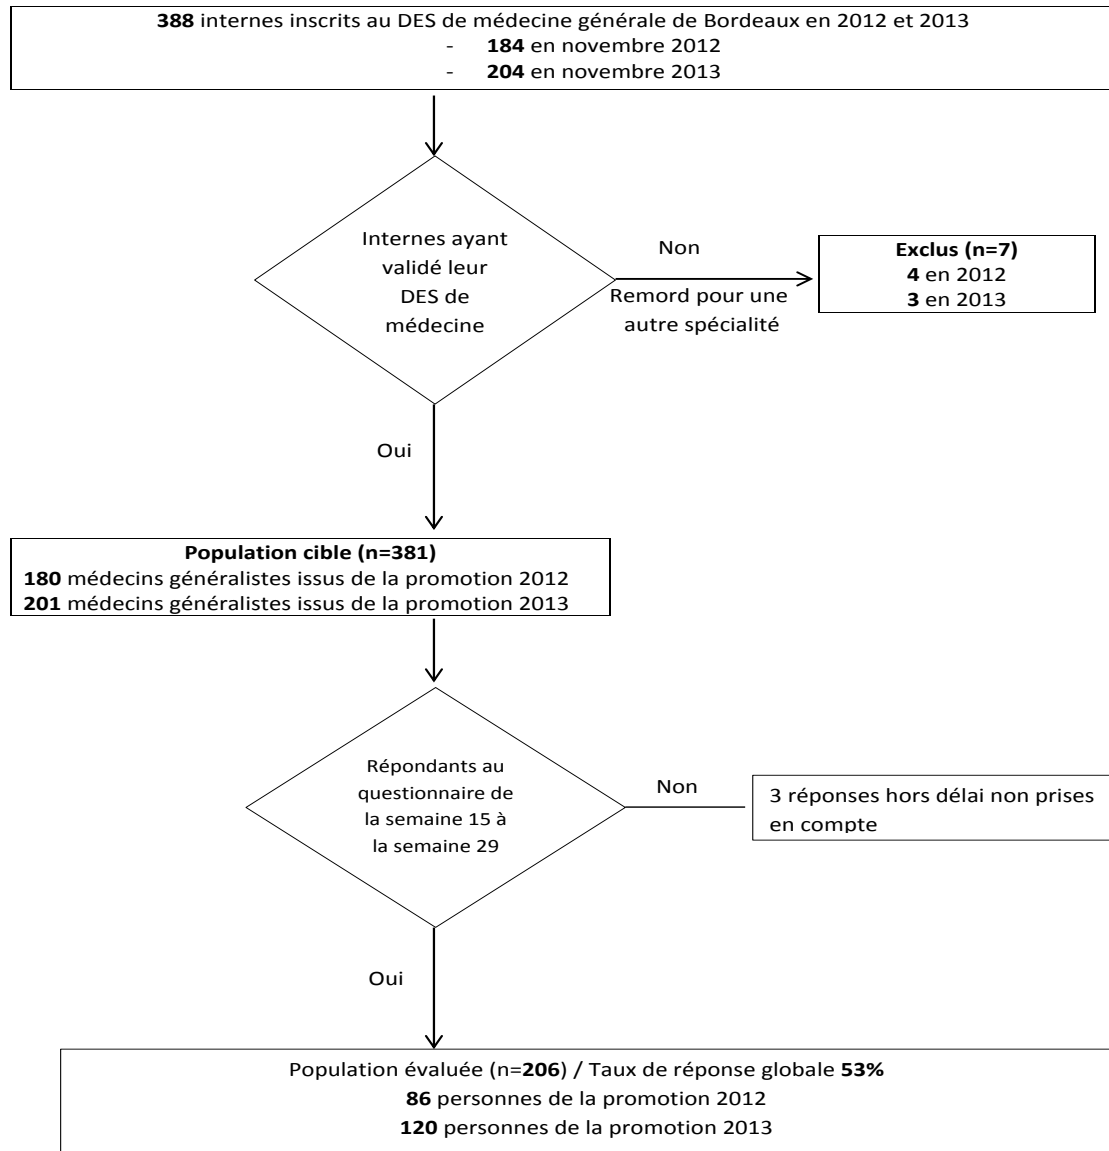 388 internes inscrits au DES de médecine générale de Bordeaux en 2012 et 2013
- 184 en novembre 2012
- 204 en novembre 2013
Internes ayant
validé leur
DES de
médecine
Non
Remord pour une
autre spécialité
Exclus (n=7)
4 en 2012
3 en 2013
Oui
Population cible (n=381)
180 médecins généralistes issus de la promotion 2012
201 médecins généralistes issus de la promotion 2013
Répondants au
questionnaire de
la semaine 15 à
la semaine 29
Non
3 réponses hors délai non prises
en compte
Oui
Population évaluée (n=206) / Taux de réponse globale 53%
86 personnes de la promotion 2012
120 personnes de la promotion 2013